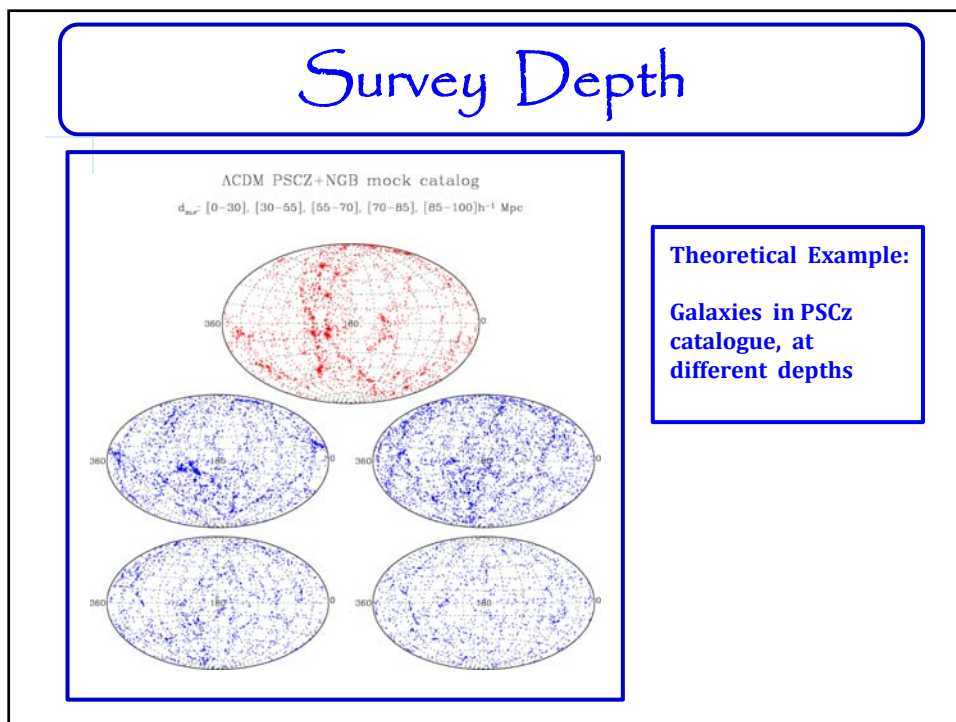 Survey Depth
ΛCDM PSCZ+NGB mock catalog
d_sur: [0-30], [30-55], [55-70], [70-85], [85-100]h⁻¹ Mpc
360 180 0
360 180 0
360 180 0
360 180 0
360 180 0
Theoretical Example:
Galaxies in PSCz
catalogue, at
different depths